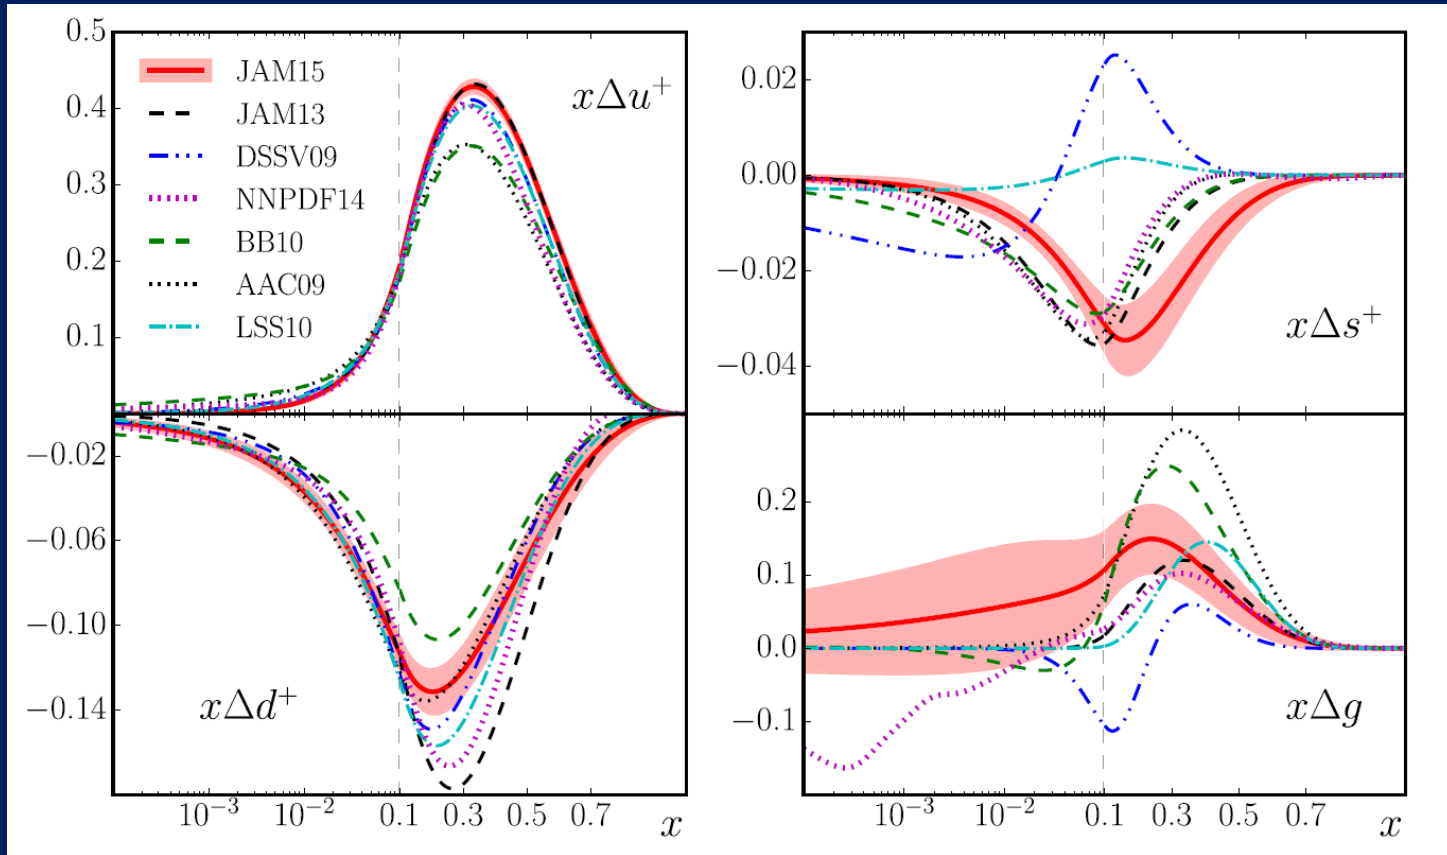 0.5
0.4
0.3
0.2
0.1
JAM15
JAM13
DSSV09
NNPDF14
BB10
AAC09
LSS10
xΔu⁺
0.02
0.00
−0.02
−0.04
xΔs⁺
−0.02
−0.06
−0.10
−0.14
xΔd⁺
10⁻³ 10⁻² 0.1 0.3 0.5 0.7 x
0.2
0.1
0.0
−0.1
xΔg
10⁻³ 10⁻² 0.1 0.3 0.5 0.7 x